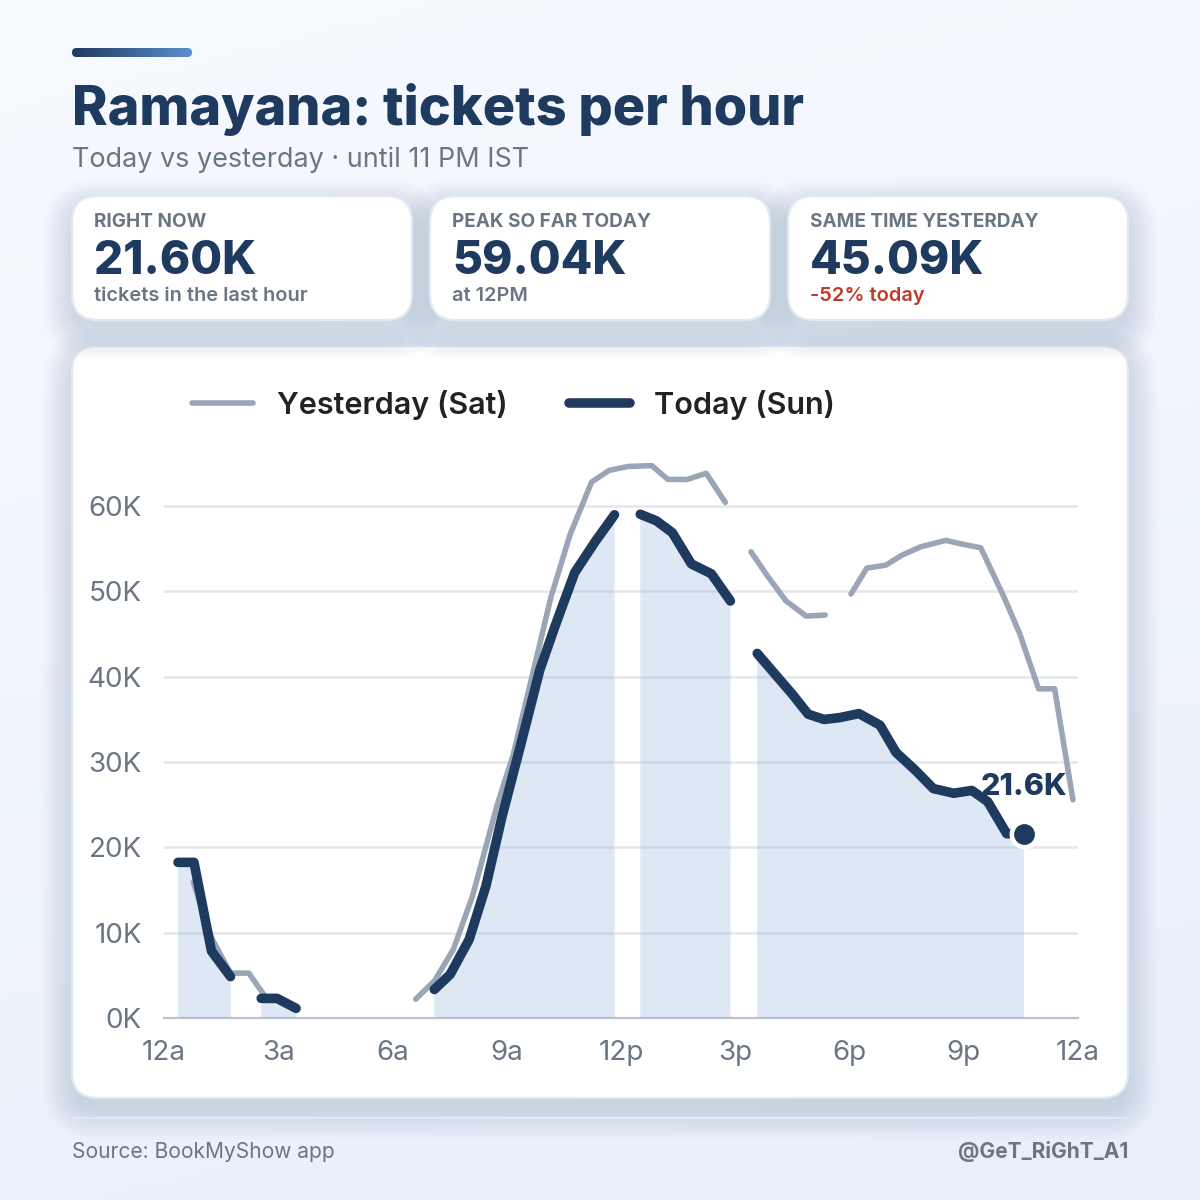 Ramayana: tickets per hour
Today vs yesterday · until 11 PM IST
RIGHT NOW
21.60K
tickets in the last hour
PEAK SO FAR TODAY
59.04K
at 12PM
SAME TIME YESTERDAY
45.09K
-52% today
Yesterday (Sat)
Today (Sun)
60K
50K
40K
30K
20K
10K
0K
21.6K
12a 3a 6a 9a 12p 3p 6p 9p 12a
Source: BookMyShow app
@GeT_RiGhT_A1